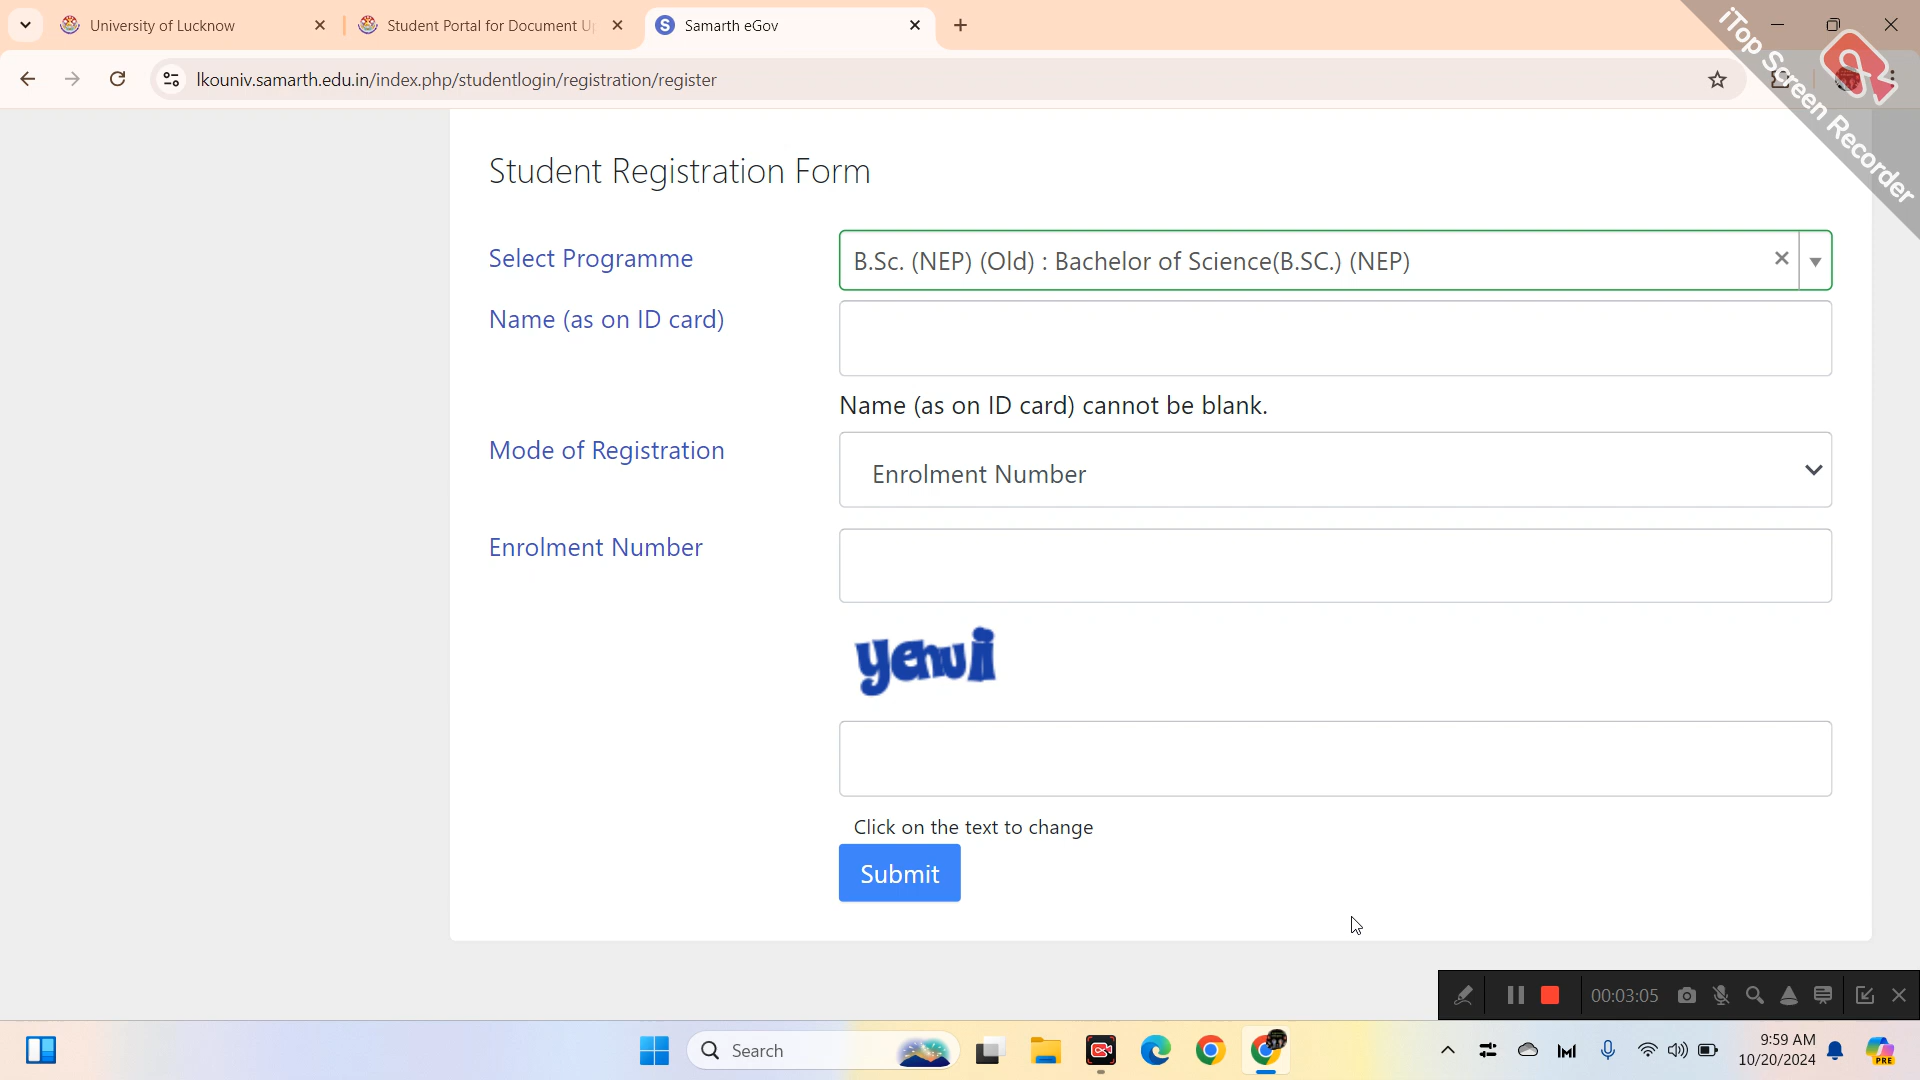 University of Lucknow
Student Portal for Document Up
Samarth eGov
lkouniv.samarth.edu.in/index.php/studentlogin/registration/register
iTop Screen Recorder
Student Registration Form
Select Programme
B.Sc. (NEP) (Old) : Bachelor of Science(B.SC.) (NEP)
Name (as on ID card)
Name (as on ID card) cannot be blank.
Mode of Registration
Enrolment Number
Enrolment Number
yenui
Click on the text to change
Submit
00:03:05
Search
9:59 AM
10/20/2024
PRE